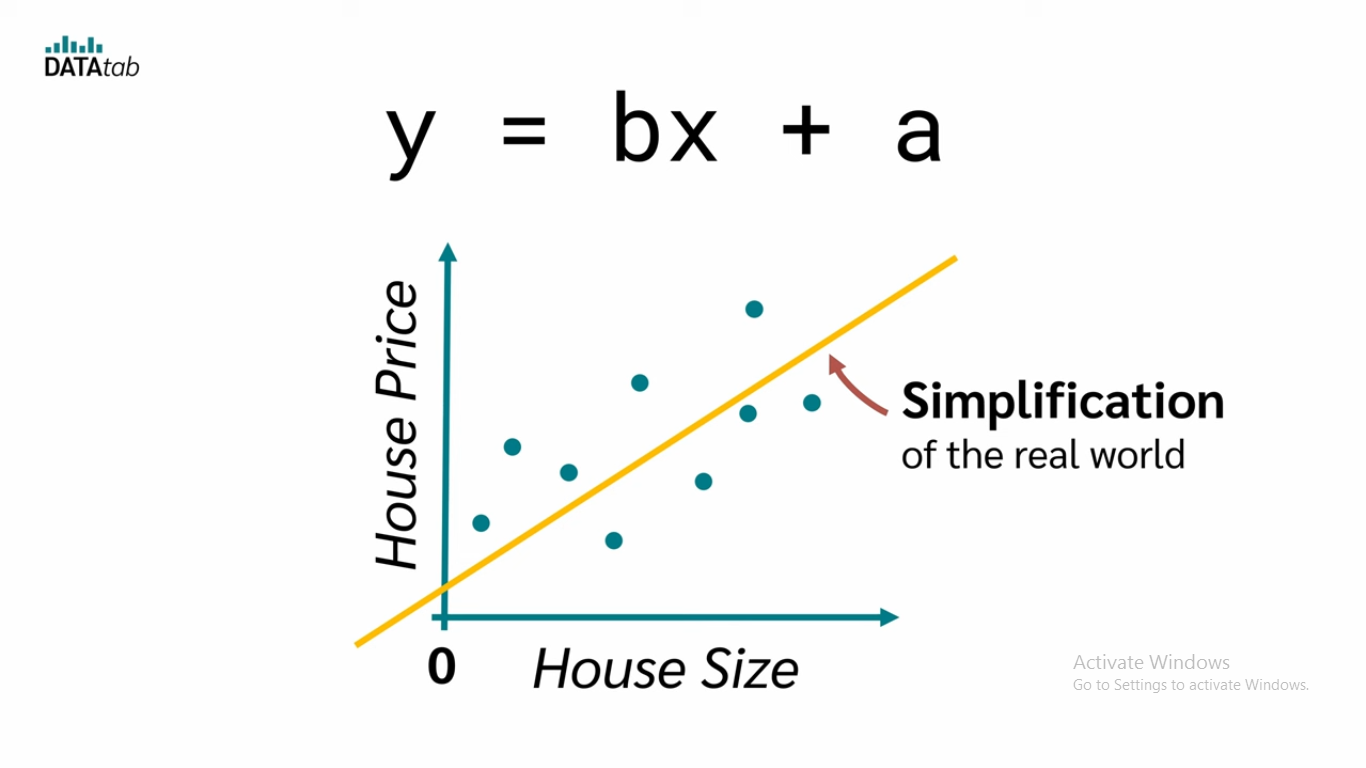 DATAtab
y = bx + a
House Price
Simplification
of the real world
0
House Size
Activate Windows
Go to Settings to activate Windows.